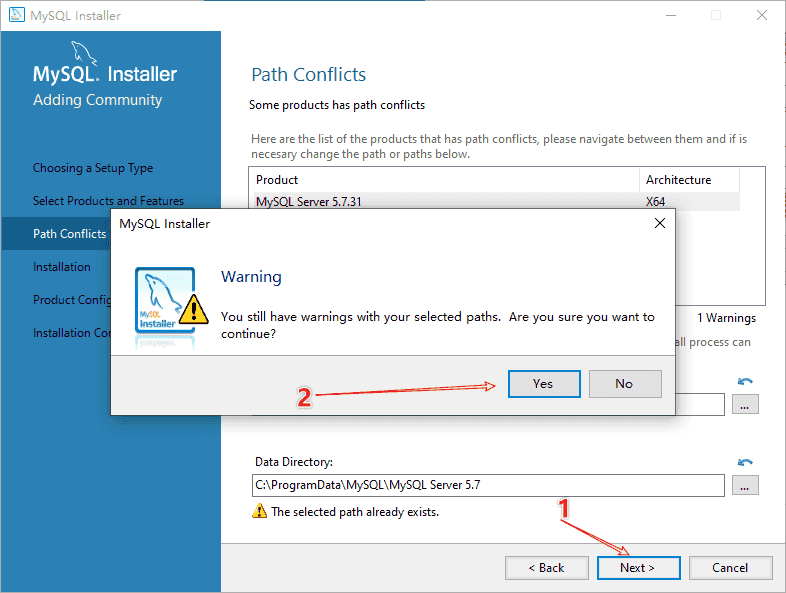 MySQL Installer
MySQL. Installer
Adding Community
Choosing a Setup Type
Select Products and Features
Path Conflicts
Installation
Product Config
Installation Co
Path Conflicts
Some products has path conflicts
Here are the list of the products that has path conflicts, please navigate between them and if is
necesary change the path or paths below.
Product Architecture
MySQL Server 5.7.31 X64
1 Warnings
all process can
...
Data Directory:
C:\ProgramData\MySQL\MySQL Server 5.7
...
The selected path already exists.
1
< Back Next > Cancel
MySQL Installer
Warning
You still have warnings with your selected paths.  Are you sure you want to
continue?
MySQL
Installer
2
Yes No